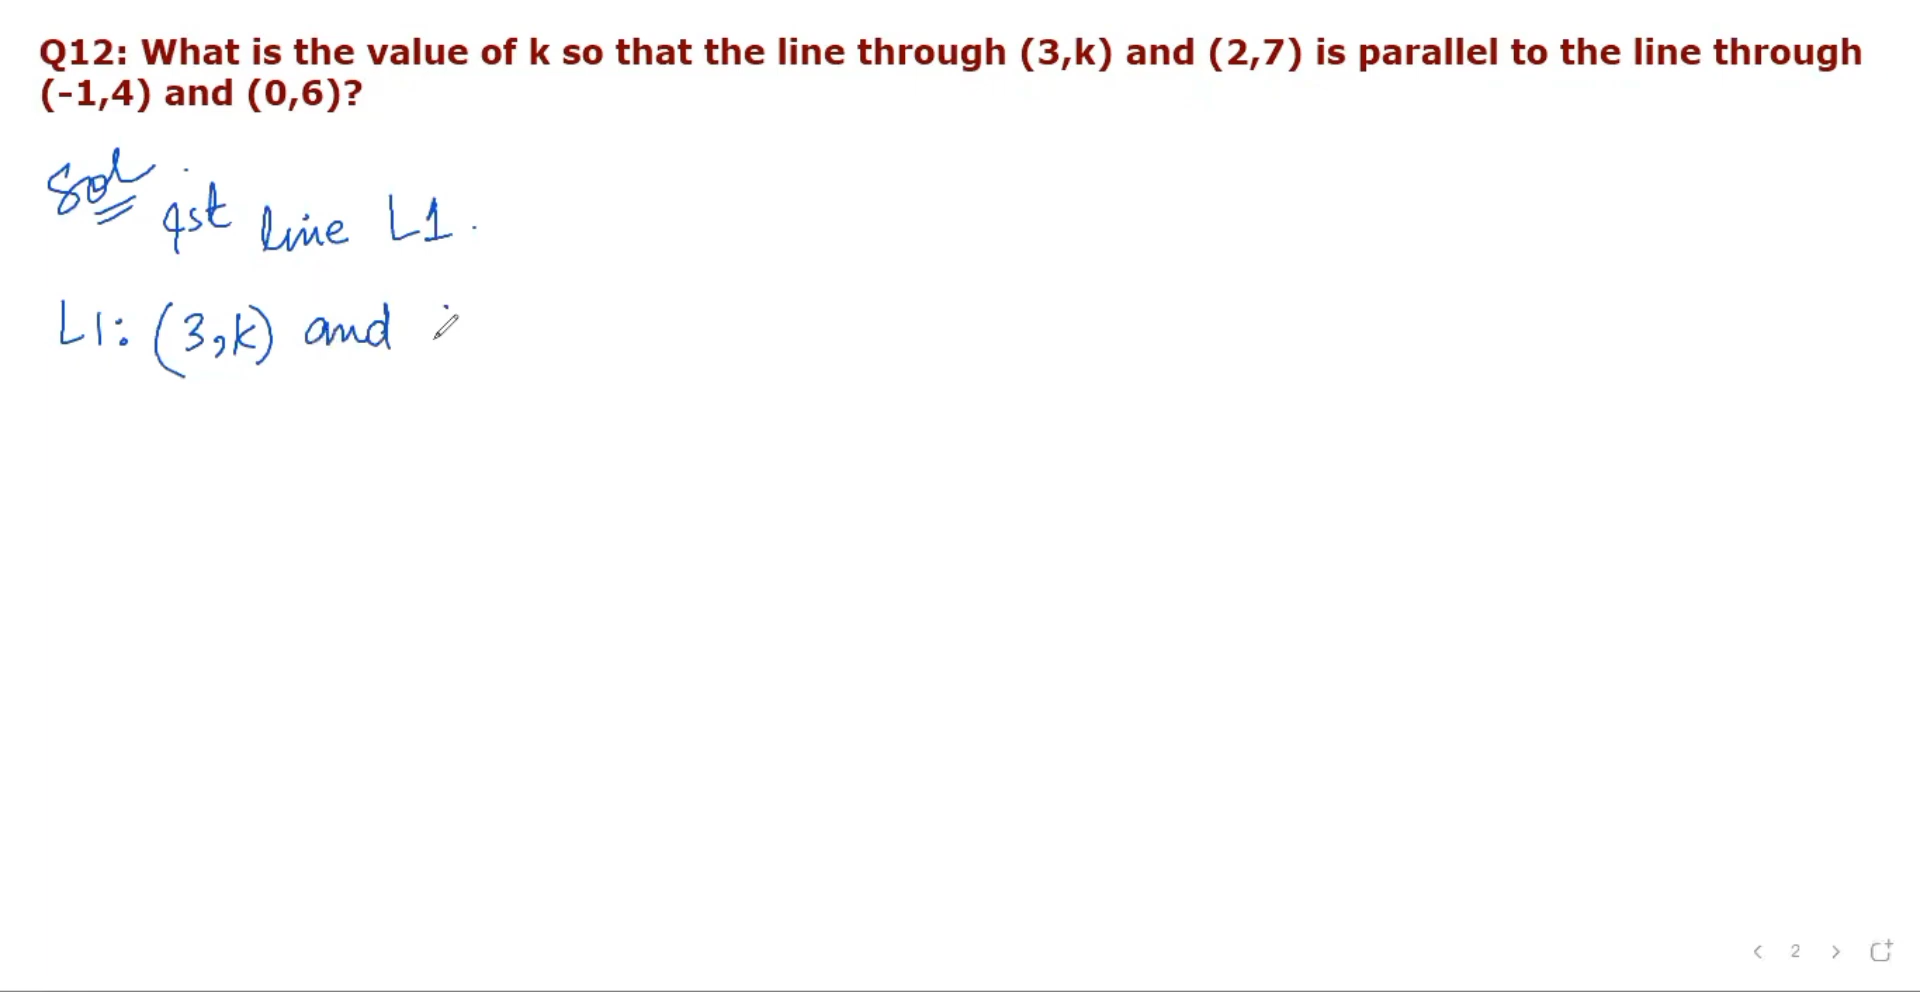 Q12: What is the value of k so that the line through (3,k) and (2,7) is parallel to the line through
(-1,4) and (0,6)?
Sol
1st line L1.
L1: (3,k) and
2